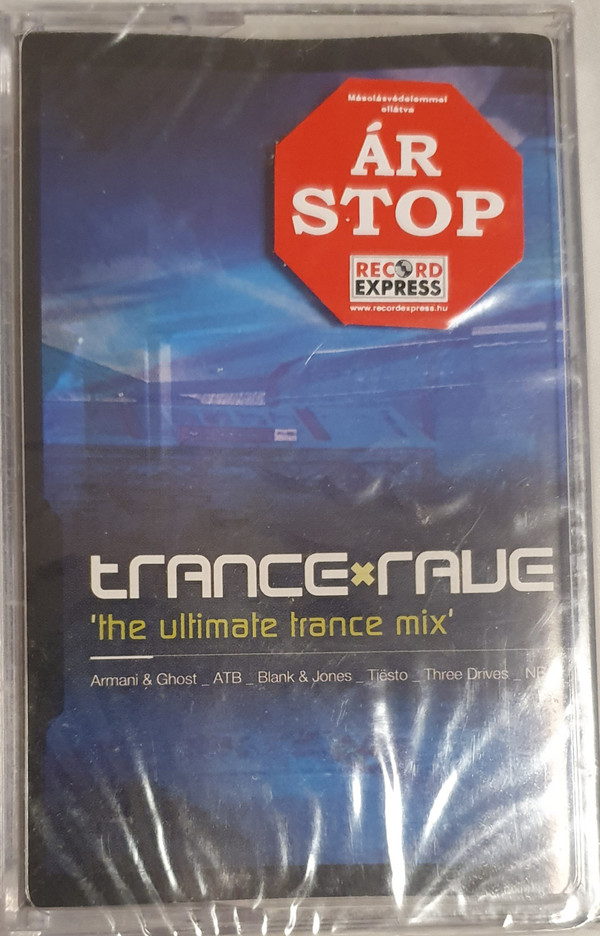 Másolásvédelemmel
ellátva
ÁR
STOP
RECORD
EXPRESS
www.recordexpress.hu
trance×rave
'the ultimate trance mix'
Armani & Ghost _ ATB _ Blank & Jones _ Tiësto _ Three Drives _